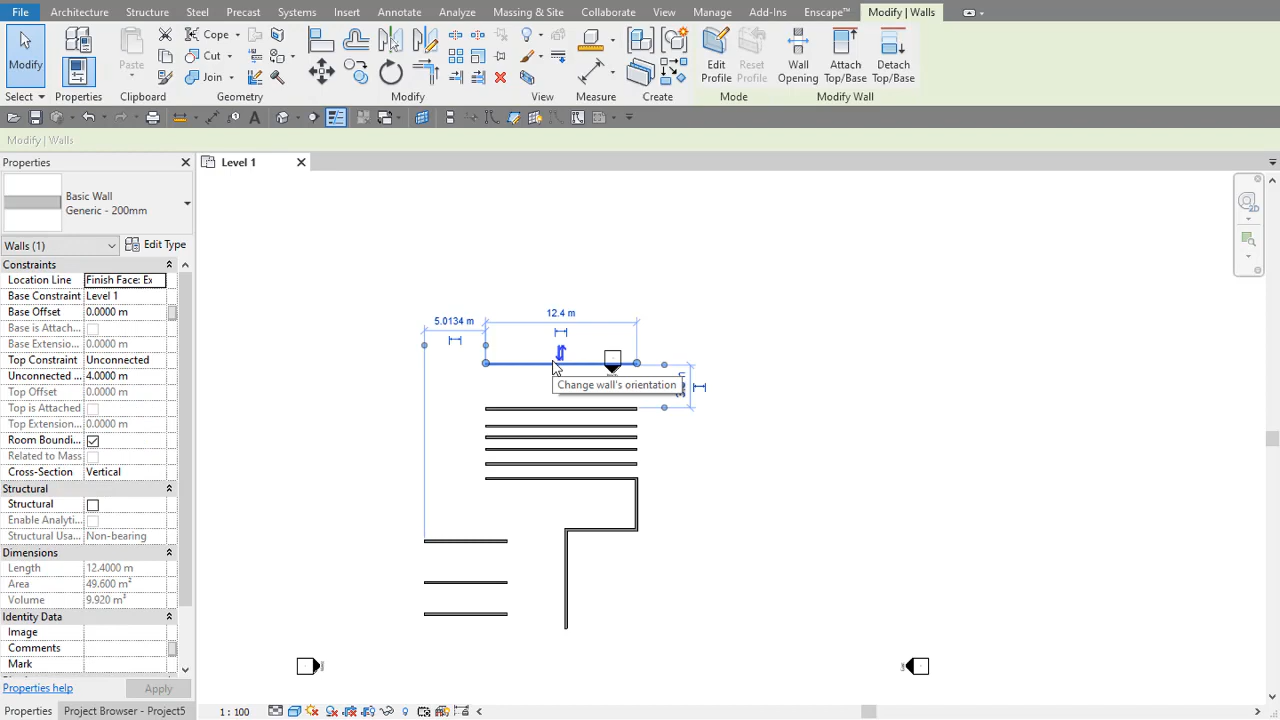 File Architecture Structure Steel Precast Systems Insert Annotate Analyze Massing & Site Collaborate View Manage Add-Ins Enscape™ Modify | Walls
Modify
Paste
Cope
Cut
Join
Edit
Profile
Reset
Profile
Wall
Opening
Attach
Top/Base
Detach
Top/Base
Select Properties Clipboard Geometry Modify View Measure Create Mode Modify Wall
Modify | Walls
Properties
Level 1
Basic Wall
Generic - 200mm
Walls (1)
Edit Type
Constraints
Location Line Finish Face: Ex
Base Constraint Level 1
Base Offset 0.0000 m
Base is Attach...
Base Extensio...
Top Constraint Unconnected
Unconnected ... 4.0000 m
Top Offset 0.0000 m
Top is Attached
Top Extension... 0.0000 m
Room Boundi...
Related to Mass
Cross-Section Vertical
Structural
Structural
Enable Analyti...
Structural Usa... Non-bearing
Dimensions
Length 12.4000 m
Area 49.600 m²
Volume 9.920 m³
Identity Data
Image
Comments
Mark
Properties help
Apply
Properties
Project Browser - Project5
12.4 m
5.0134 m
Change wall's orientation
1 : 100
2D